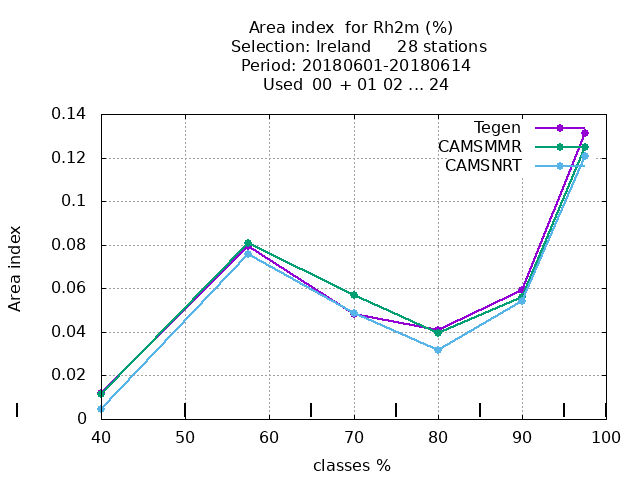 Area index  for Rh2m (%)
Selection: Ireland     28 stations
Period: 20180601-20180614
Used  00 + 01 02 ... 24
Tegen
CAMSMMR
CAMSNRT
0.14
0.12
0.1
0.08
0.06
0.04
0.02
0
Area index
40 50 60 70 80 90 100
classes %